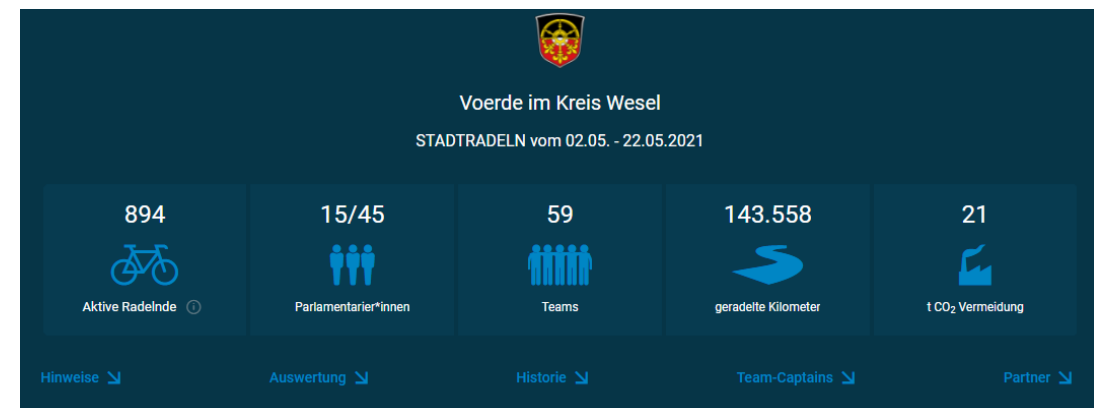 Voerde im Kreis Wesel
STADTRADELN vom 02.05. - 22.05.2021
894
Aktive Radelnde
15/45
Parlamentarier*innen
59
Teams
143.558
geradelte Kilometer
21
t CO₂ Vermeidung
Hinweise
Auswertung
Historie
Team-Captains
Partner